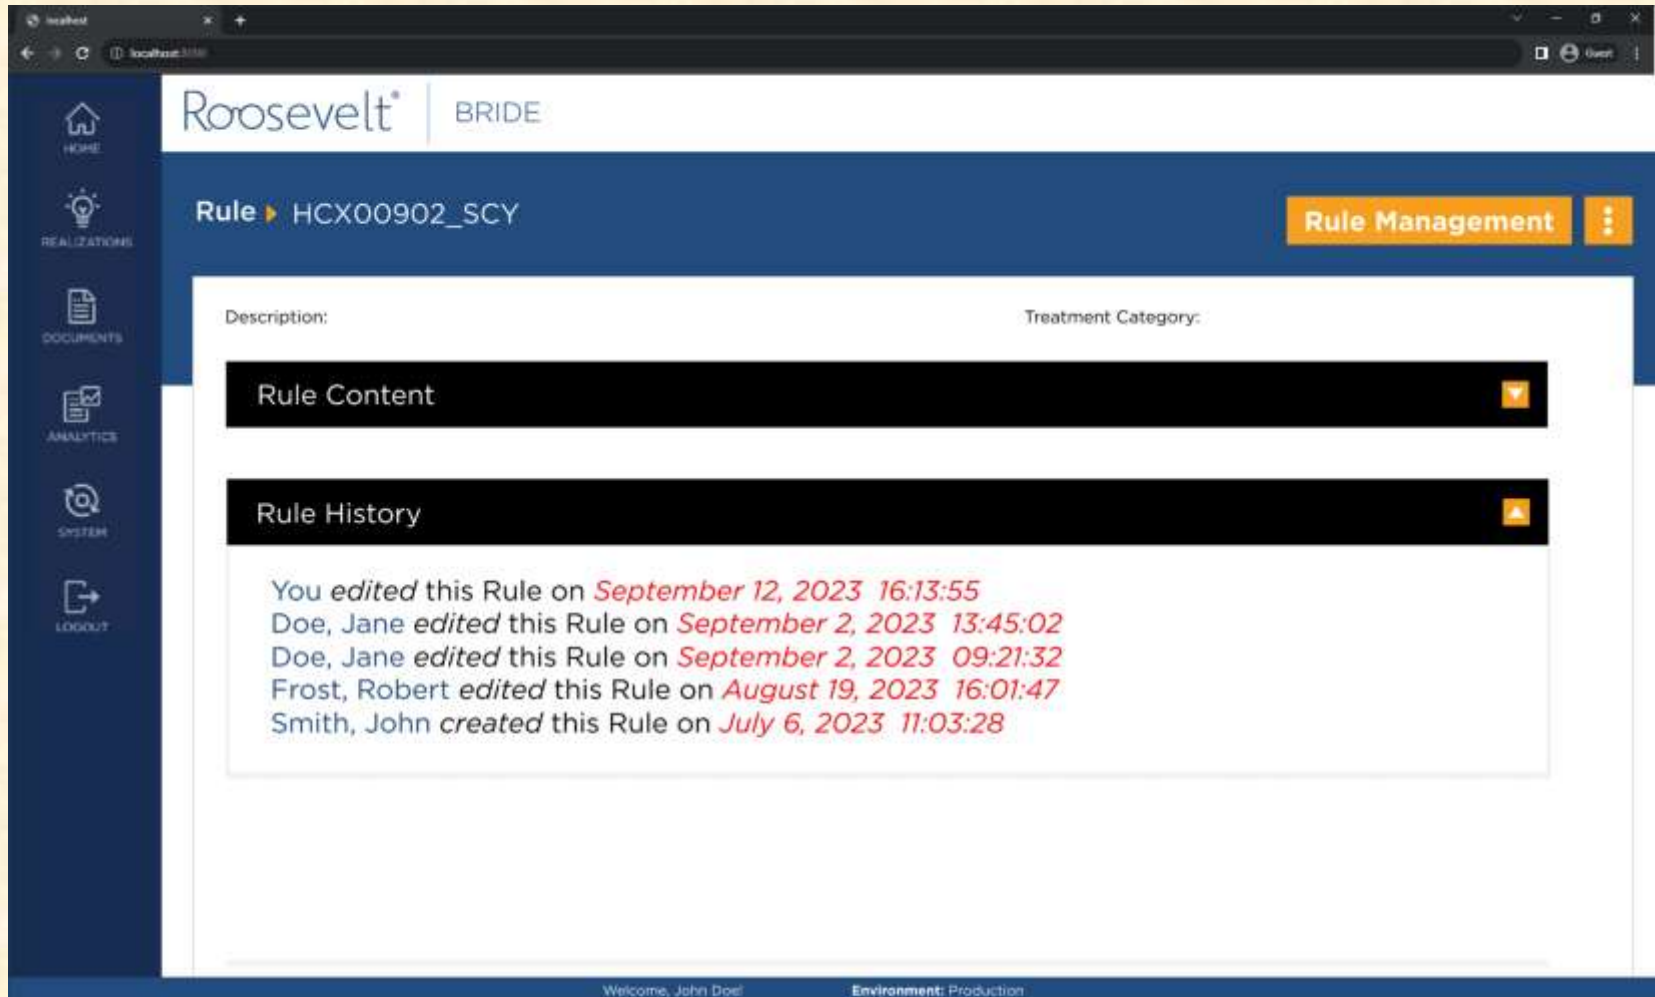 localhost
localhost
Guest
HOME
REALIZATIONS
DOCUMENTS
ANALYTICS
SYSTEM
LOGOUT
Roosevelt° BRIDE
Rule HCX00902_SCY
Rule Management
Description: Treatment Category:
Rule Content
Rule History
You edited this Rule on September 12, 2023 16:13:55
Doe, Jane edited this Rule on September 2, 2023 13:45:02
Doe, Jane edited this Rule on September 2, 2023 09:21:32
Frost, Robert edited this Rule on August 19, 2023 16:01:47
Smith, John created this Rule on July 6, 2023 11:03:28
Welcome, John Doe! Environment: Production